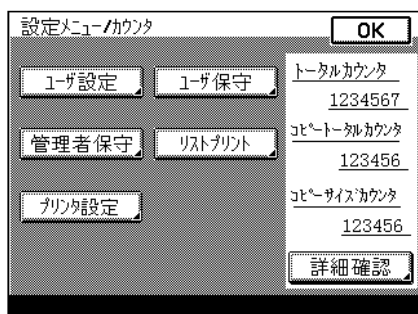 設定ﾒﾆｭｰ/ｶｳﾝﾀ
OK
ﾕｰｻﾞ設定
ﾕｰｻﾞ保守
管理者保守
ﾘｽﾄﾌﾟﾘﾝﾄ
ﾌﾟﾘﾝﾀ設定
ﾄｰﾀﾙｶｳﾝﾀ
1234567
ｺﾋﾟｰﾄｰﾀﾙｶｳﾝﾀ
123456
ｺﾋﾟｰｻｲｽﾞｶｳﾝﾀ
123456
詳細確認